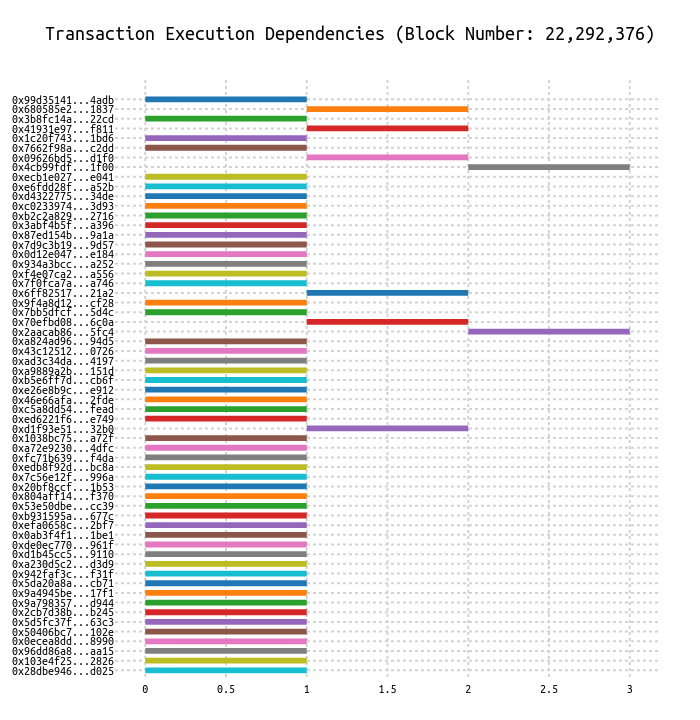 Transaction Execution Dependencies (Block Number: 22,292,376)
0x99d35141...4adb
0x680585e2...1837
0x3b8fc14a...22cd
0x41931e97...f811
0x1c20f743...1bd6
0x7662f98a...c2dd
0x09626bd5...d1f0
0x4cb99fdf...1f00
0xecb1e027...e041
0xe6fdd28f...a52b
0xd4322775...34de
0xc0233974...3d93
0xb2c2a829...2716
0x3abf4b5f...a396
0x87ed154b...9a1a
0x7d9c3b19...9d57
0x0d12e047...e184
0x934a3bcc...a252
0xf4e07ca2...a556
0x7f0fca7a...a746
0x6ff82517...21a2
0x9f4a8d12...cf28
0x7bb5dfcf...5d4c
0x70efbd08...6c0a
0x2aacab86...5fc4
0xa824ad96...94d5
0x43c12512...0726
0xad3c34da...4197
0xa9889a2b...151d
0xb5e6ff7d...cb6f
0xe26e8b9c...e912
0x46e66afa...2fde
0xc5a8dd54...fead
0xed6221f6...e749
0xd1f93e51...32b0
0x1038bc75...a72f
0xa72e9230...4dfc
0xfc71b639...f4da
0xedb8f92d...bc8a
0x7c56e12f...996a
0x20bf8ccf...1b53
0x804aff14...f370
0x53e50dbe...cc39
0xb931595a...677c
0xefa0658c...2bf7
0x0ab3f4f1...1be1
0xde0ec770...961f
0xd1b45cc5...9110
0xa230d5c2...d3d9
0x942faf3c...f31f
0x5da20a8a...cb71
0x9a4945be...17f1
0x9a798357...d944
0x2cb7d38b...b245
0x5d5fc37f...63c3
0x50406bc7...102e
0x0ecea8dd...8990
0x96dd86a8...aa15
0x103e4f25...2826
0x28dbe946...d025
0 0.5 1 1.5 2 2.5 3